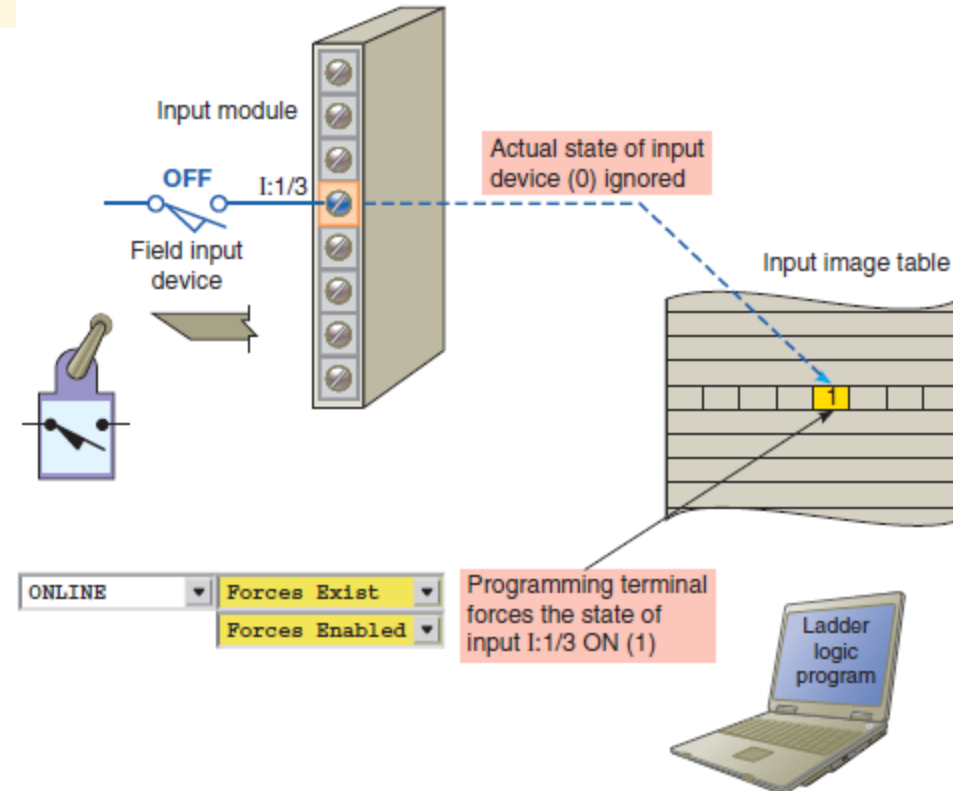 Input module
Actual state of input
device (0) ignored
OFF
I:1/3
Field input
device
Input image table
1
ONLINE
Forces Exist
Forces Enabled
Programming terminal
forces the state of
input I:1/3 ON (1)
Ladder
logic
program